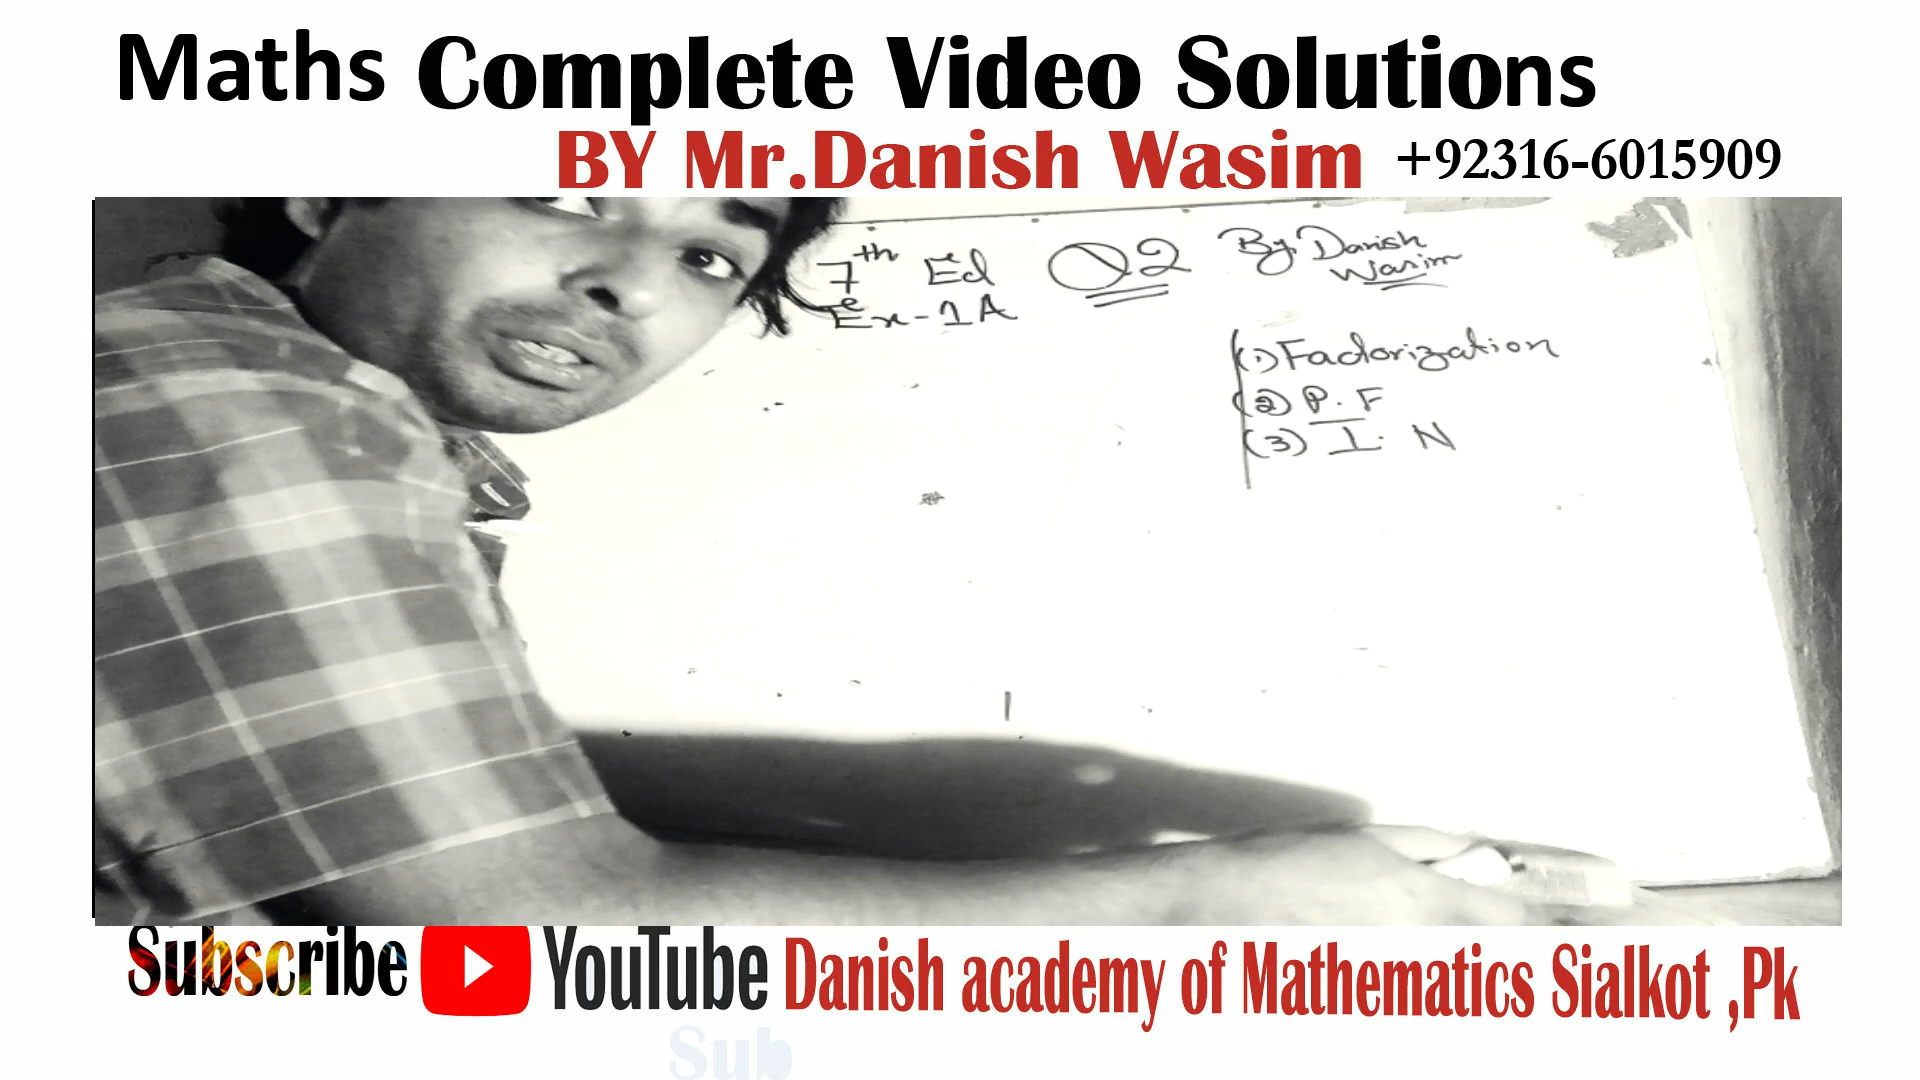 Maths Complete Video Solutions
BY Mr.Danish Wasim +92316-6015909
7th Ed Q2 By. Danish Wasim
Ex-1A
(1) Factorization
(2) P. F
(3) I. N
Subscribe YouTube Danish academy of Mathematics Sialkot ,Pk
Sub